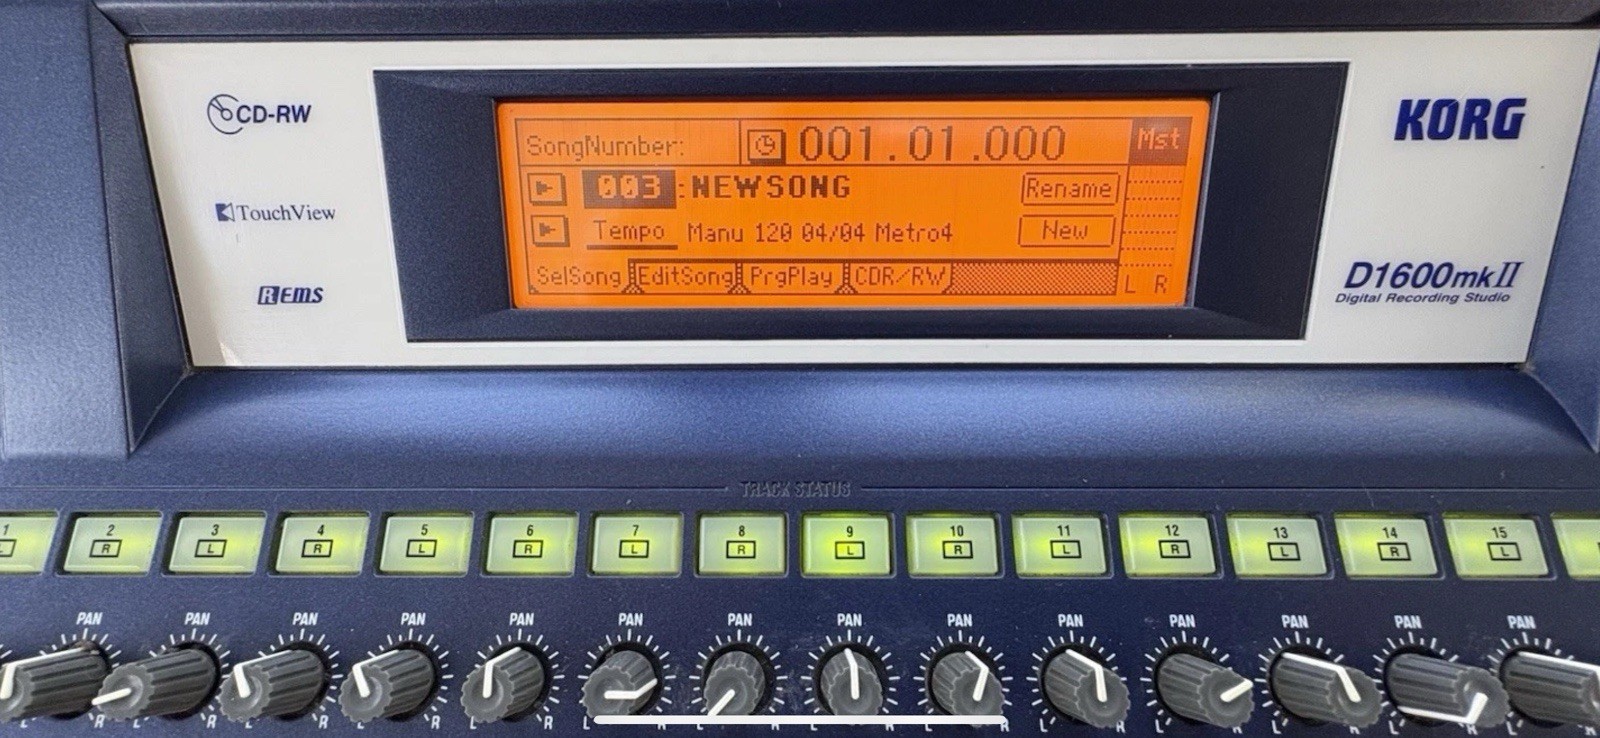 CD-RW
TouchView
REMS
KORG
D1600mkII
Digital Recording Studio
SongNumber: 001.01.000 Mst
003:NEWSONG Rename
Tempo Manu 120 04/04 Metro4 New
SelSong EditSong PrgPlay CDR/RW L R
TRACK STATUS
1 2 3 4 5 6 7 8 9 10 11 12 13 14 15
L R L R L R L R L R L R L R L
PAN PAN PAN PAN PAN PAN PAN PAN PAN PAN PAN PAN PAN PAN
L R L R L R L R L R L R L R L R L R L R L R L R L R L